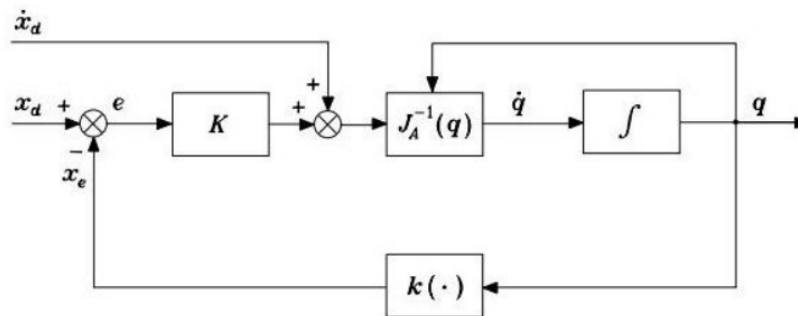 ẋ_d
+
x_d + e K + J_A^{-1}(q) q̇ ∫ q
−
x_e
k(·)